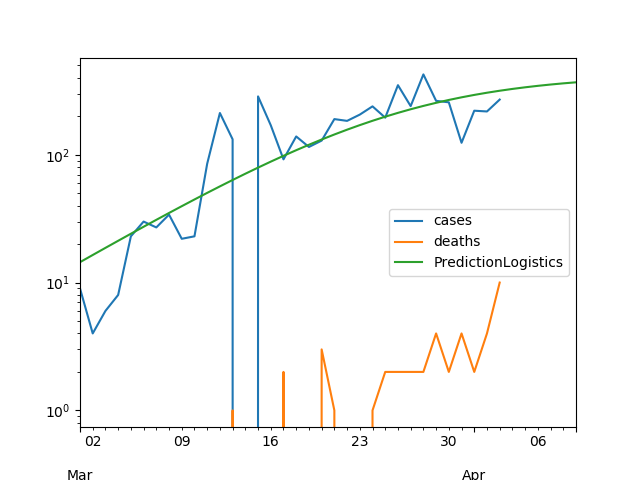 10²
10¹
10⁰
cases
deaths
PredictionLogistics
02 09 16 23 30 06
Mar Apr